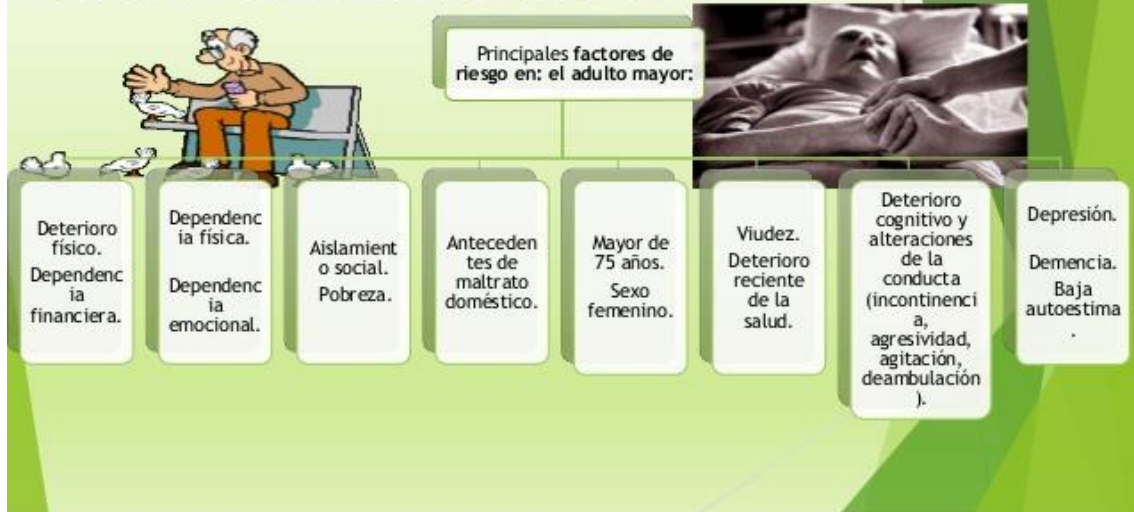 Principales factores de
riesgo en: el adulto mayor:
Deterioro
físico.
Dependenc
ia
financiera.
Dependenc
ia física.
Dependenc
ia
emocional.
Aislamient
o social.
Pobreza.
Anteceden
tes de
maltrato
doméstico.
Mayor de
75 años.
Sexo
femenino.
Viudez.
Deterioro
reciente
de la
salud.
Deterioro
cognitivo y
alteraciones
de la
conducta
(incontinenci
a,
agresividad,
agitación,
deambulación
).
Depresión.
Demencia.
Baja
autoestima
.